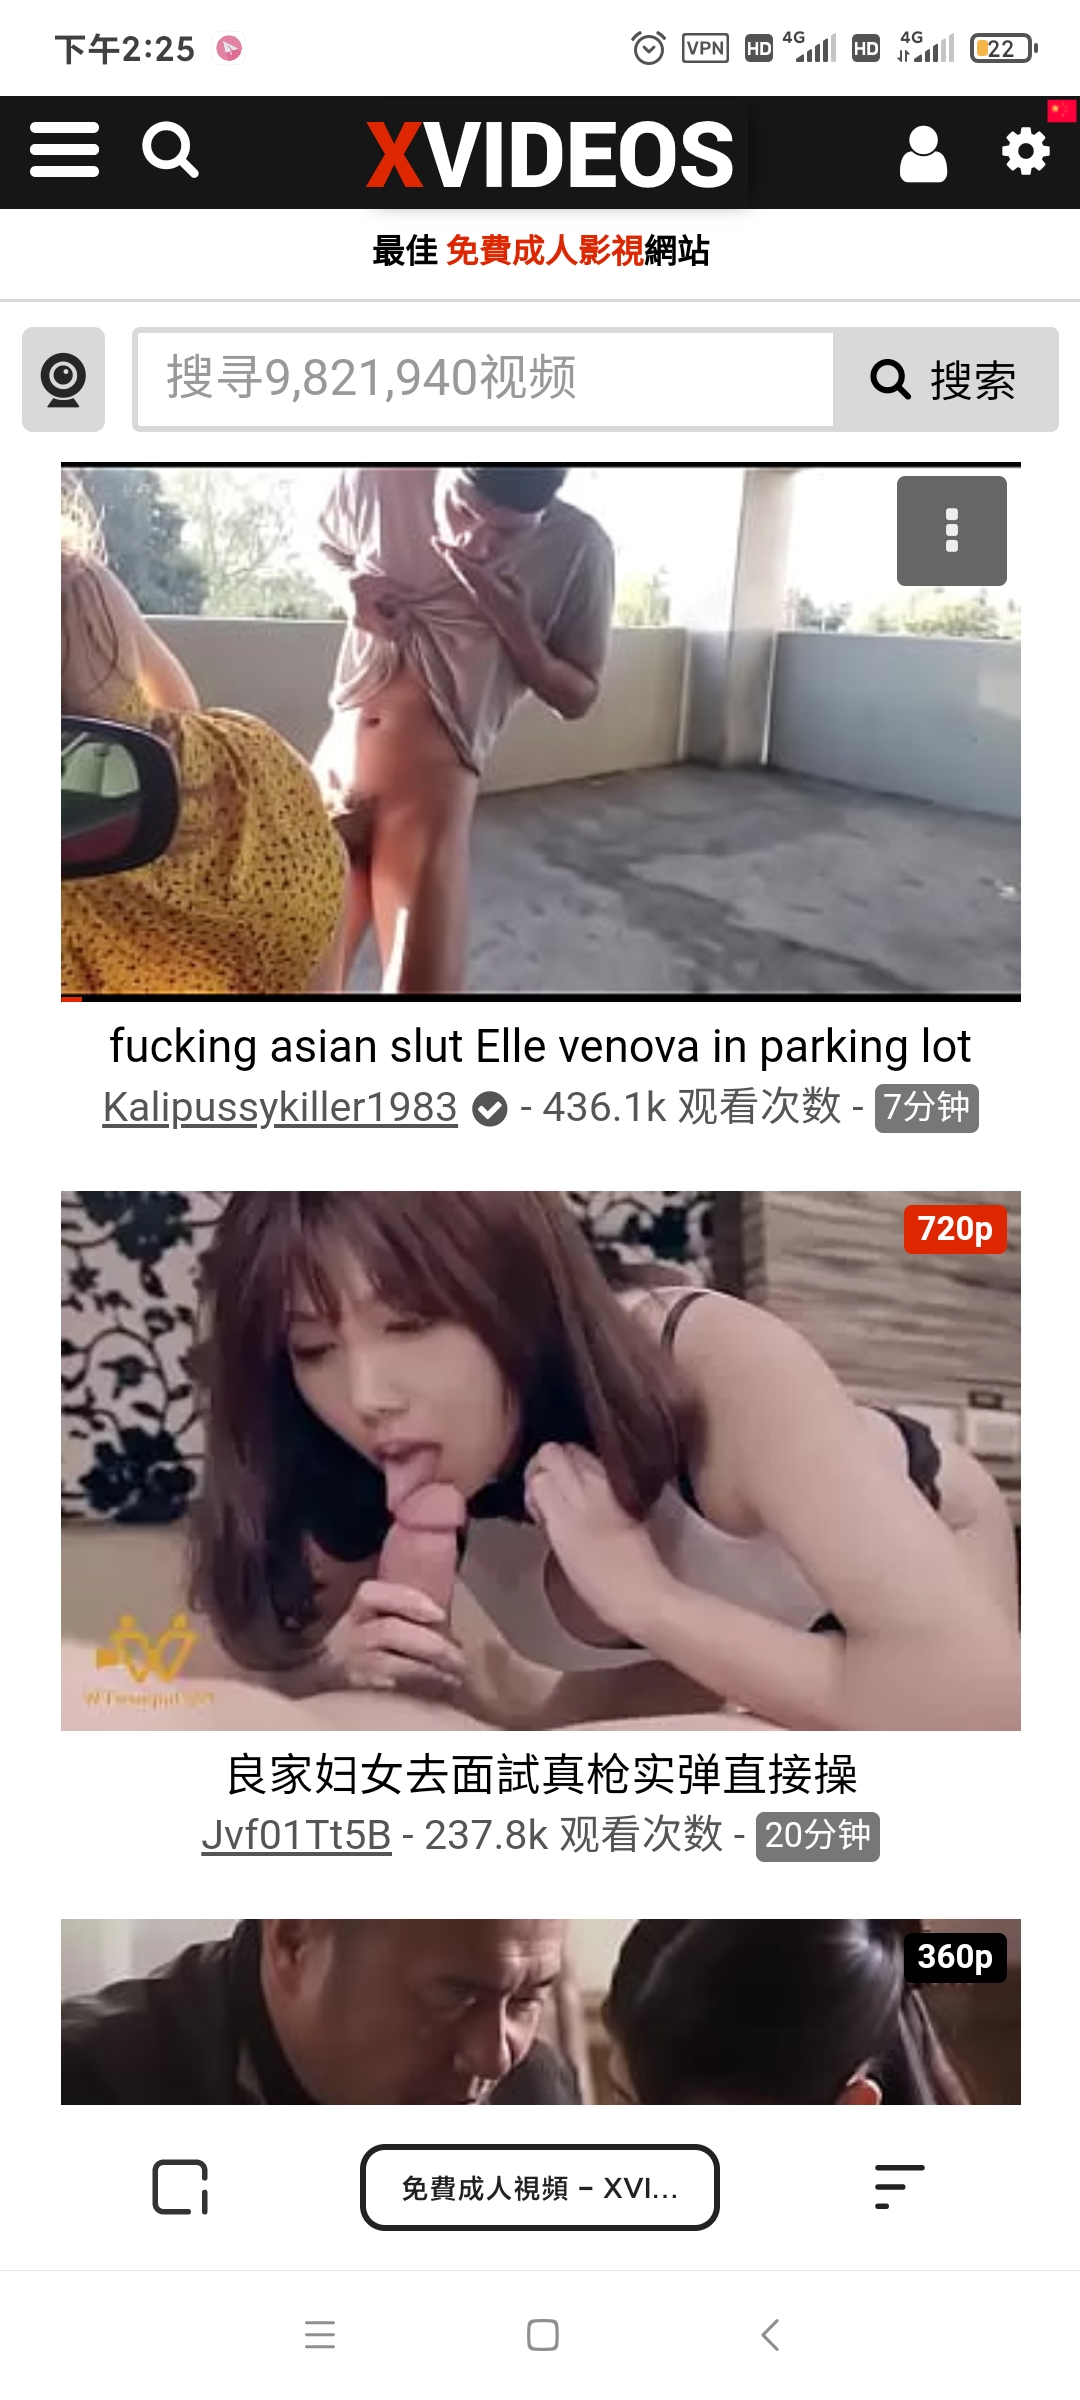 下午2:25
VPN
HD
4G
HD
4G
22
XVIDEOS
最佳 免費成人影視網站
搜寻9,821,940视频
搜索
fucking asian slut Elle venova in parking lot
Kalipussykiller1983 - 436.1k 观看次数 - 7分钟
720p
良家妇女去面試真枪实弹直接操
Jvf01Tt5B - 237.8k 观看次数 - 20分钟
360p
免費成人視頻 – XVI...